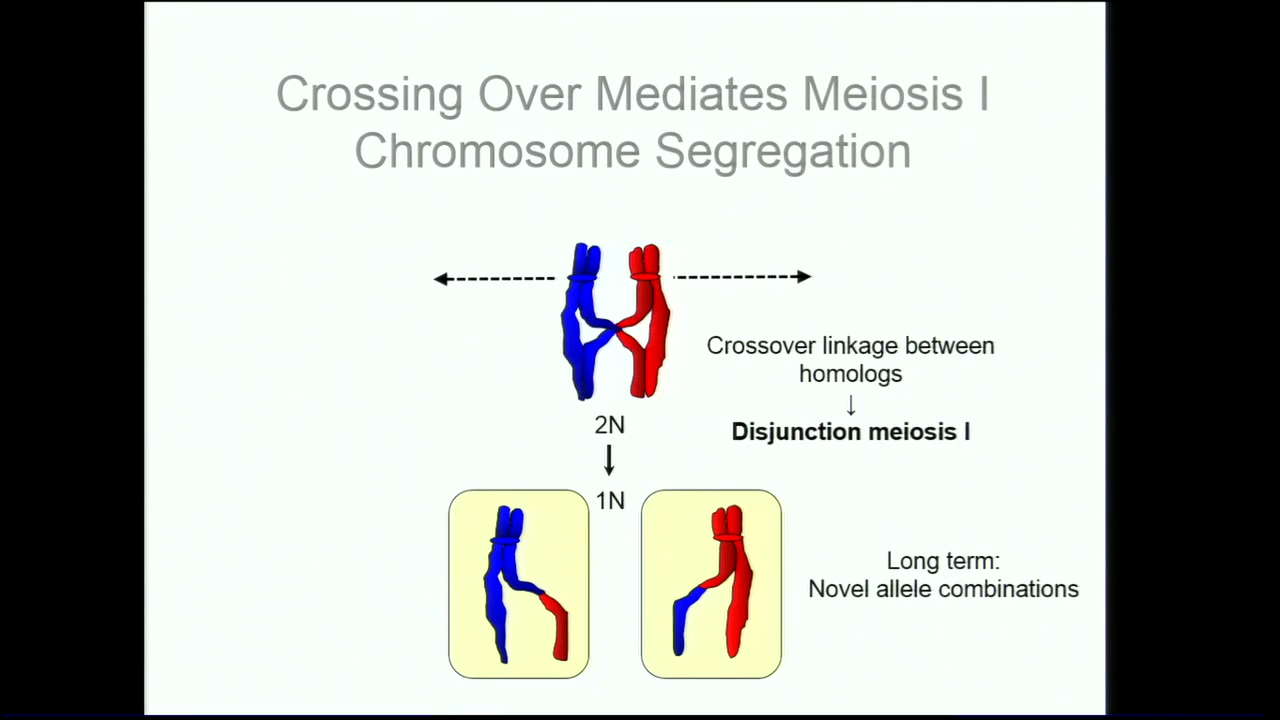 Crossing Over Mediates Meiosis I
Chromosome Segregation
Crossover linkage between
homologs
↓
Disjunction meiosis I
2N
1N
Long term:
Novel allele combinations